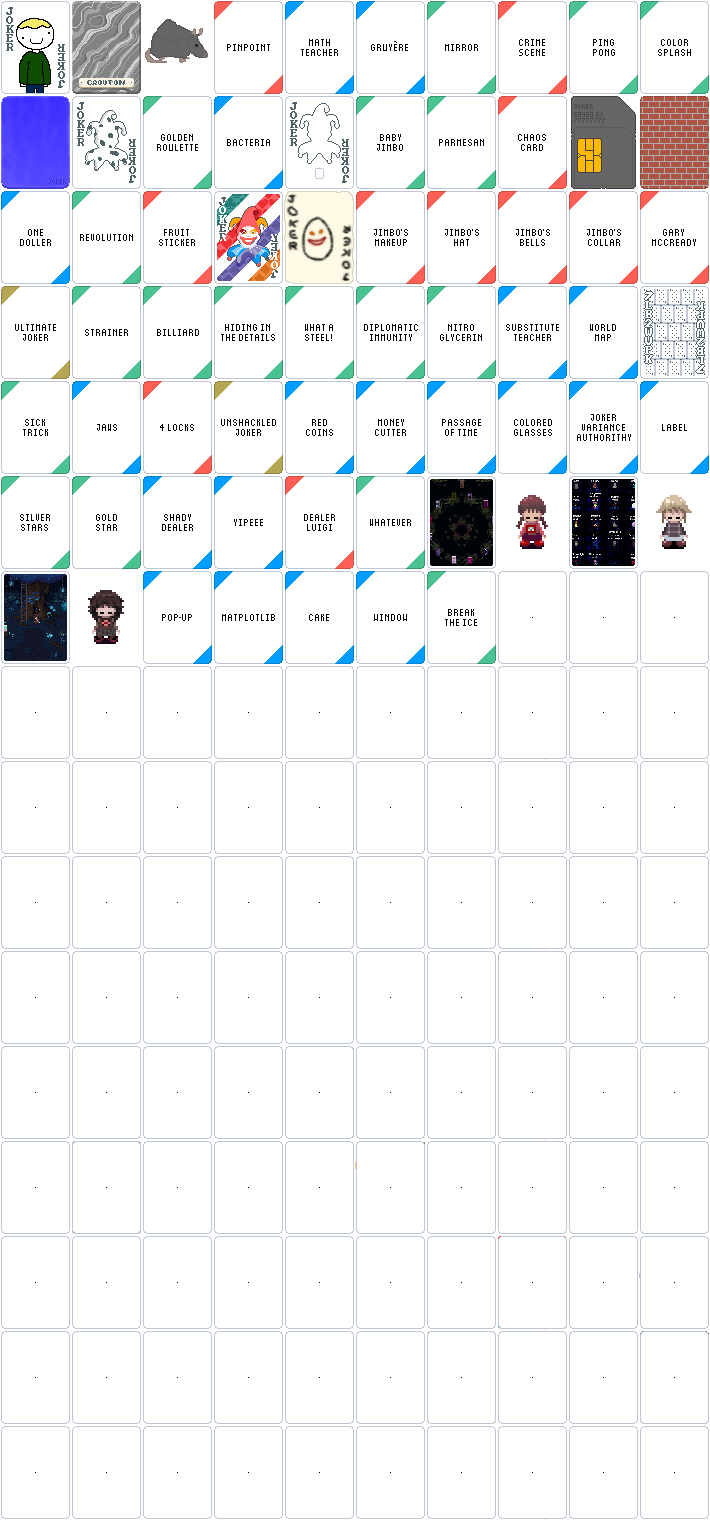 JOKER
JOKER
CROUTON
PINPOINT
MATH
TEACHER
GRUYÈRE
MIRROR
CRIME
SCENE
PING
PONG
COLOR
SPLASH
JOKER
JOKER
JOKER
GOLDEN
ROULETTE
BACTERIA
JOKER
BABY
JIMBO
PARMESAN
CHAOS
CARD
JOKER
ONE
DOLLER
REVOLUTION
FRUIT
STICKER
JOKER
JOKER
JOKER
JOKER
JIMBO'S
MAKEUP
JIMBO'S
HAT
JIMBO'S
BELLS
JIMBO'S
COLLAR
GARY
MCCREADY
ULTIMATE
JOKER
STRAINER
BILLIARD
HIDING IN
THE DETAILS
WHAT A
STEEL!
DIPLOMATIC
IMMUNITY
NITRO
GLYCERIN
SUBSTITUTE
TEACHER
WORLD
MAP
SICK
TRICK
JAWS
4 LOCKS
UNSHACKLED
JOKER
RED
COINS
MONEY
CUTTER
PASSAGE
OF TIME
COLORED
GLASSES
JOKER
VARIANCE
AUTHORITHY
LABEL
SILVER
STARS
GOLD
STAR
SHADY
DEALER
YIPEEE
DEALER
LUIGI
WHATEVER
POP-UP
MATPLOTLIB
CAKE
WINDOW
BREAK
THE ICE